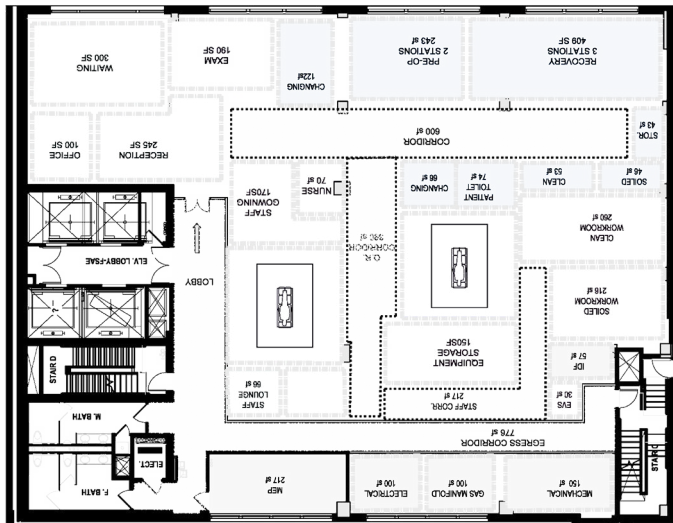 WAITING
300 SF
EXAM
190 SF
CHANGING
122sf
PRE-OP
2 STATIONS
243 sf
RECOVERY
3 STATIONS
409 SF
OFFICE
100 SF
RECEPTION
245 SF
CORRIDOR
600 sf
STOR.
43 sf
STAFF
GOWNING
170SF
NURSE
70 sf
CHANGING
66 sf
PATIENT
TOILET
74 sf
CLEAN
53 sf
SOILED
46 sf
O.R.
CORRIDOR
ELV. LOBBY-FSAE
LOBBY
CLEAN
WORKROOM
260 sf
SOILED
WORKROOM
216 sf
?
EQUIPMENT
STORAGE
150SF
IDF
57 sf
STAIR D
STAFF
LOUNGE
66 sf
STAFF CORR.
217 sf
EVS
30 sf
M. BATH
EGRESS CORRIDOR
776 sf
STAIR C
ELECT.
F. BATH
MEP
217 sf
ELECTRICAL
100 sf
GAS MANIFOLD
100 sf
MECHANICAL
150 sf